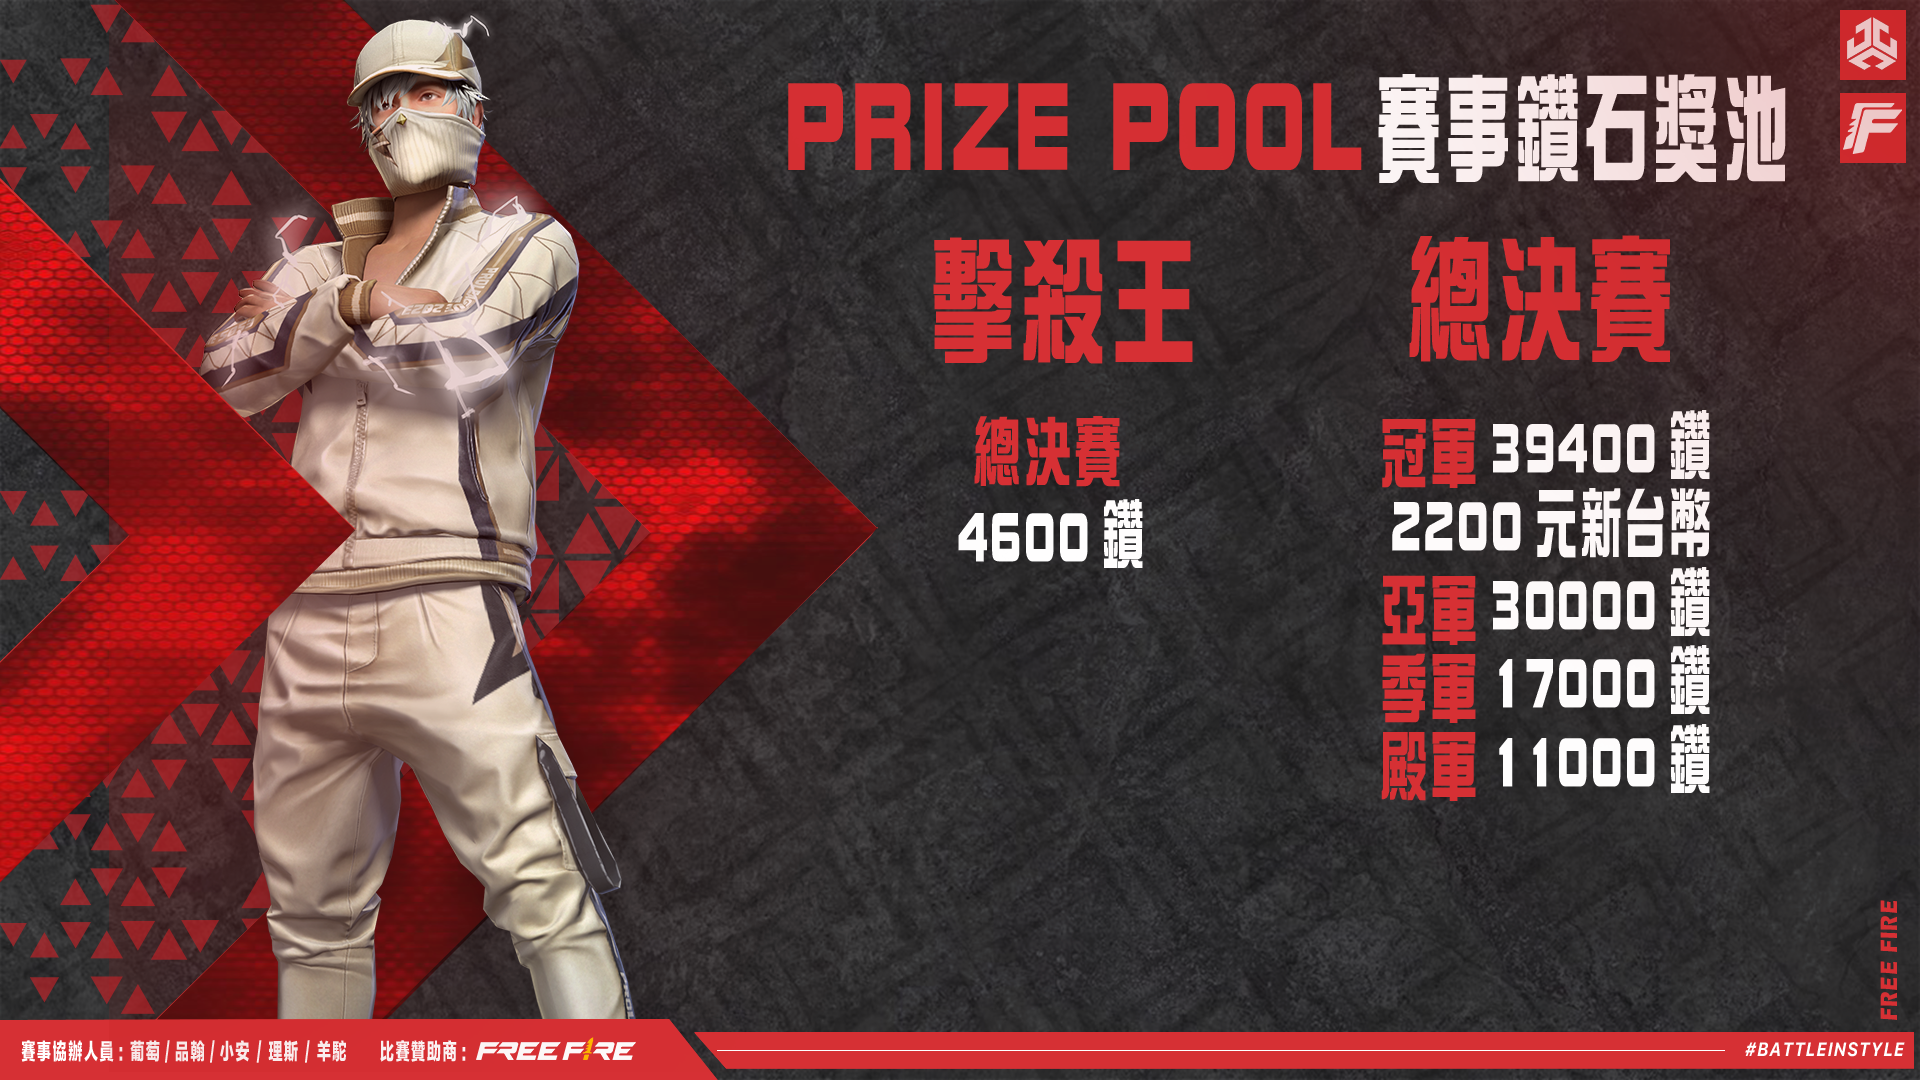 PRIZE POOL 賽事鑽石獎池
擊殺王
總決賽
4600 鑽
總決賽
冠軍 39400 鑽
2200 元新台幣
亞軍 30000 鑽
季軍 17000 鑽
殿軍 11000 鑽
FREE FIRE
賽事協辦人員：葡萄 / 品翰 / 小安 / 理斯 / 羊駝
比賽贊助商：FREE FIRE
#BATTLEINSTYLE